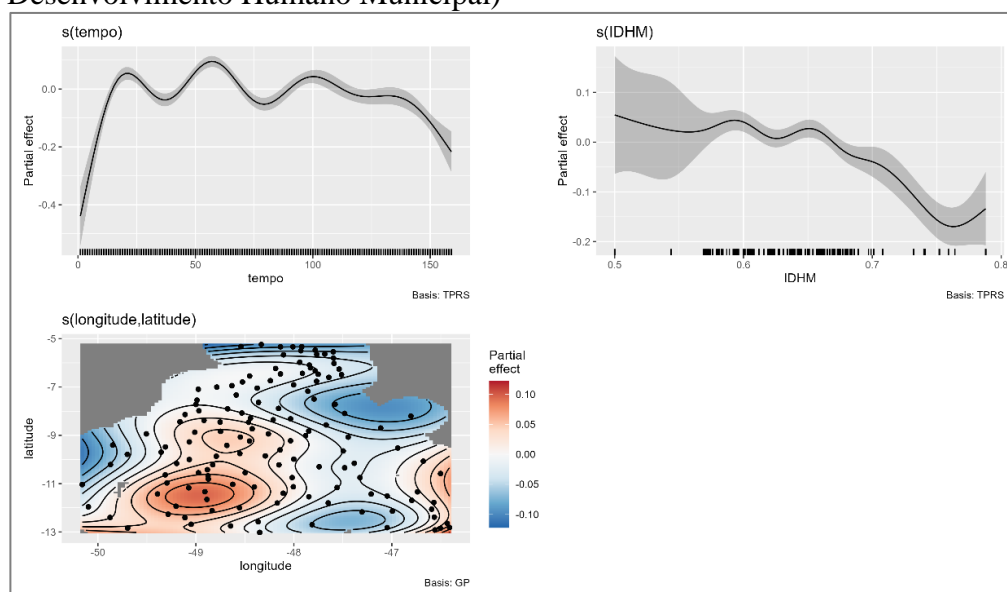 Desenvolvimento Humano Municipal)
s(tempo)
Partial effect
0.0
-0.2
-0.4
0
50
100
150
tempo
Basis: TPRS
s(IDHM)
Partial effect
0.1
0.0
-0.1
-0.2
0.5
0.6
0.7
0.8
IDHM
Basis: TPRS
s(longitude,latitude)
latitude
-5
-7
-9
-11
-13
-50
-49
-48
-47
longitude
Basis: GP
Partial
effect
0.10
0.05
0.00
-0.05
-0.10